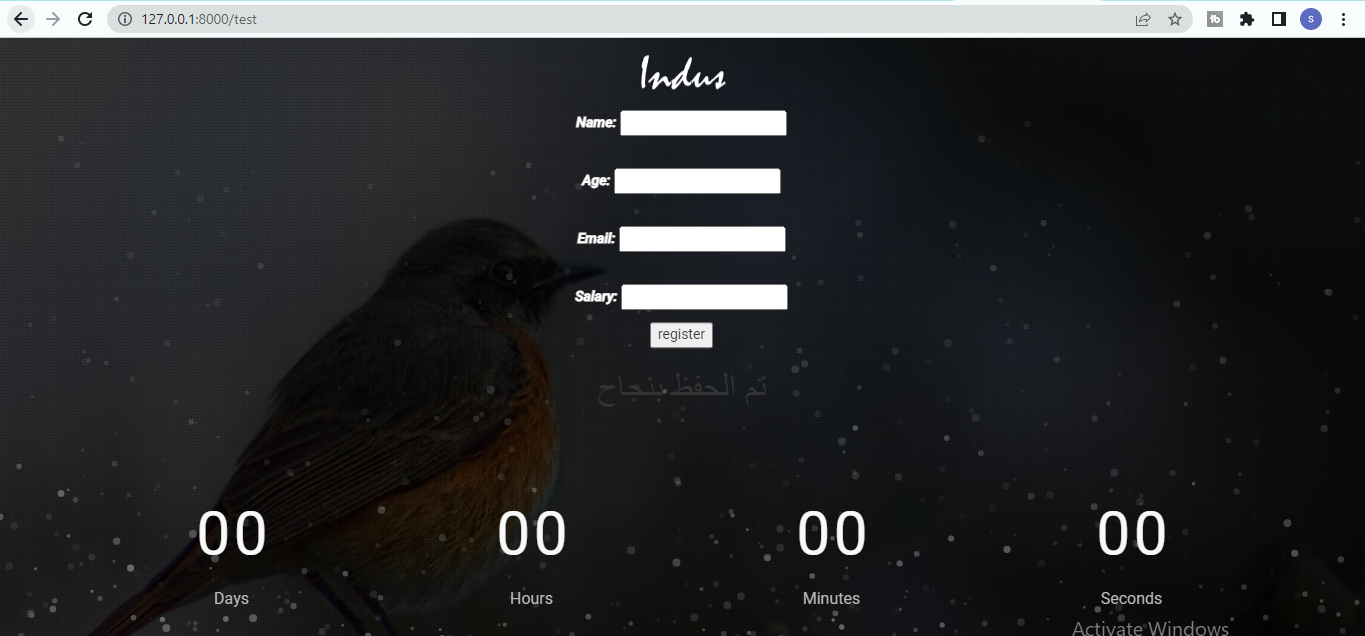 127.0.0.1:8000/test
Indus
Name:
Age:
Email:
Salary:
register
تم الحفظ بنجاح
00 00 00 00
Days Hours Minutes Seconds
Activate Windows